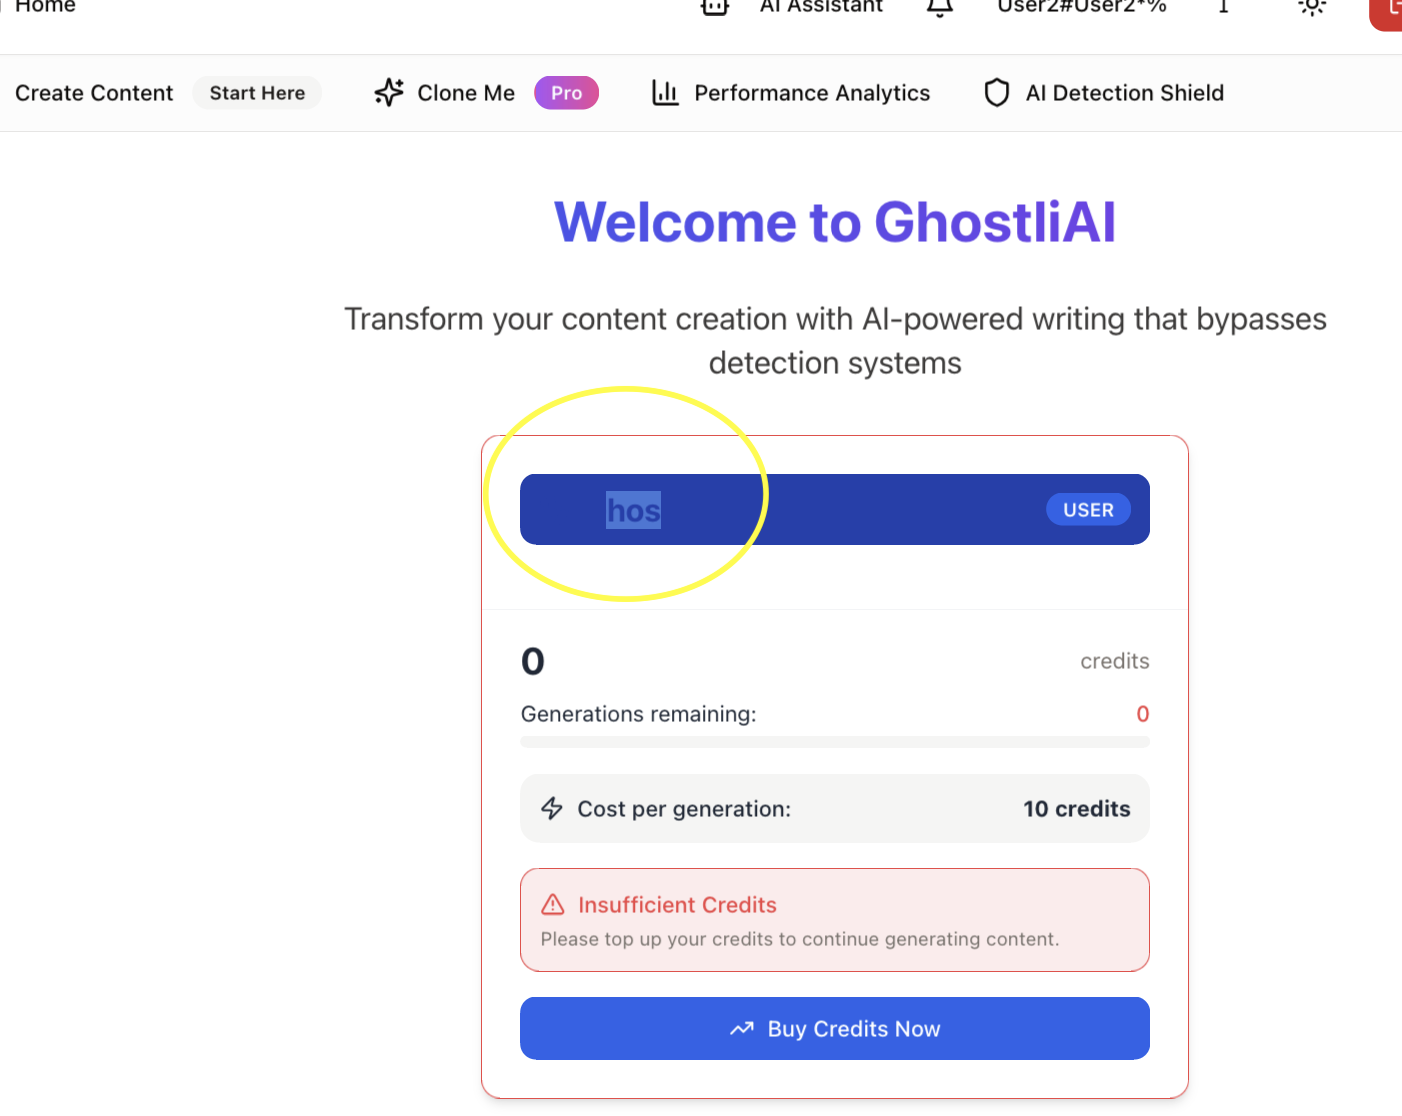 Home
AI Assistant
User2#User2*%
Create Content
Start Here
Clone Me
Pro
Performance Analytics
AI Detection Shield
Welcome to GhostliAI
Transform your content creation with AI-powered writing that bypasses
detection systems
hos
USER
0
credits
Generations remaining:
0
Cost per generation:
10 credits
Insufficient Credits
Please top up your credits to continue generating content.
Buy Credits Now